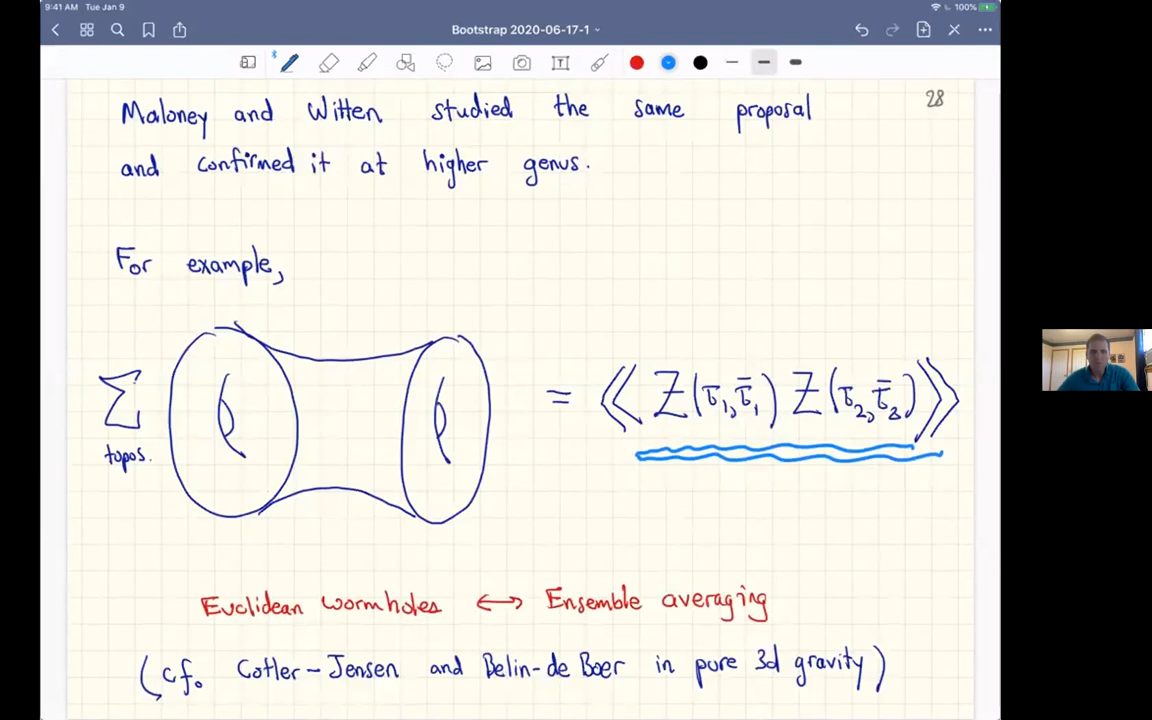 9:41 AM Tue Jan 9
100%
Bootstrap 2020-06-17-1
28
Maloney and Witten studied the same proposal
and confirmed it at higher genus.
For example,
∑ = ⟪ Z(τ₁,τ̄₁) Z(τ₂,τ̄₂) ⟫
topos.
Euclidean wormholes ↔ Ensemble averaging
(cf. Cotler-Jensen and Belin-de Boer in pure 3d gravity)